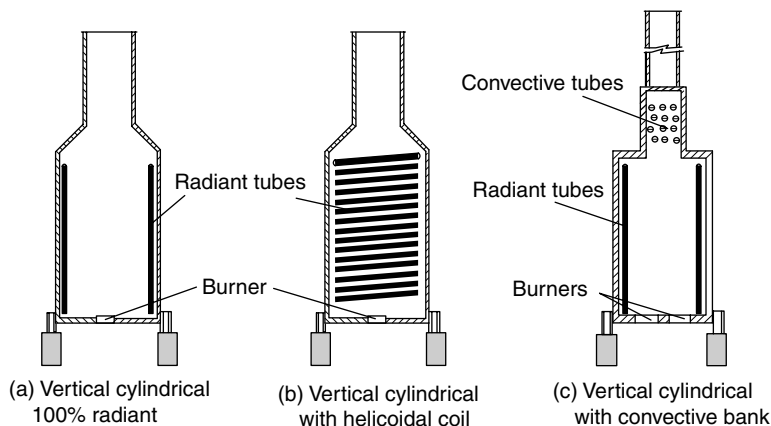 Convective tubes
Radiant tubes
Radiant tubes
Burner
Burners
(a) Vertical cylindrical
100% radiant
(b) Vertical cylindrical
with helicoidal coil
(c) Vertical cylindrical
with convective bank